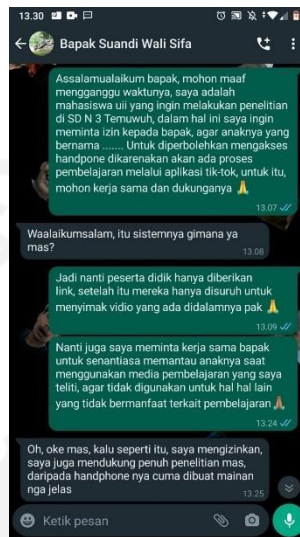 13.30
Bapak Suandi Wali Sifa
Assalamualaikum bapak, mohon maaf
mengganggu waktunya, saya adalah
mahasiswa uii yang ingin melakukan penelitian
di SD N 3 Temuwuh, dalam hal ini saya ingin
meminta izin kepada bapak, agar anaknya yang
bernama ....... Untuk diperbolehkan mengakses
handpone dikarenakan akan ada proses
pembelajaran melalui aplikasi tik-tok, untuk itu,
mohon kerja sama dan dukunganya 🙏
13.07
Waalaikumsalam, itu sistemnya gimana ya
mas?
13.08
Jadi nanti peserta didik hanya diberikan
link, setelah itu mereka hanya disuruh untuk
menyimak vidio yang ada didalamnya pak 🙏
13.09
Nanti juga saya meminta kerja sama bapak
untuk senantiasa memantau anaknya saat
menggunakan media pembelajaran yang saya
teliti, agar tidak digunakan untuk hal hal lain
yang tidak bermanfaat terkait pembelajaran 🙏🏽
13.24
Oh, oke mas, kalu seperti itu, saya mengizinkan,
saya juga mendukung penuh penelitian mas,
daripada handphone nya cuma dibuat mainan
nga jelas
13.25
Ketik pesan